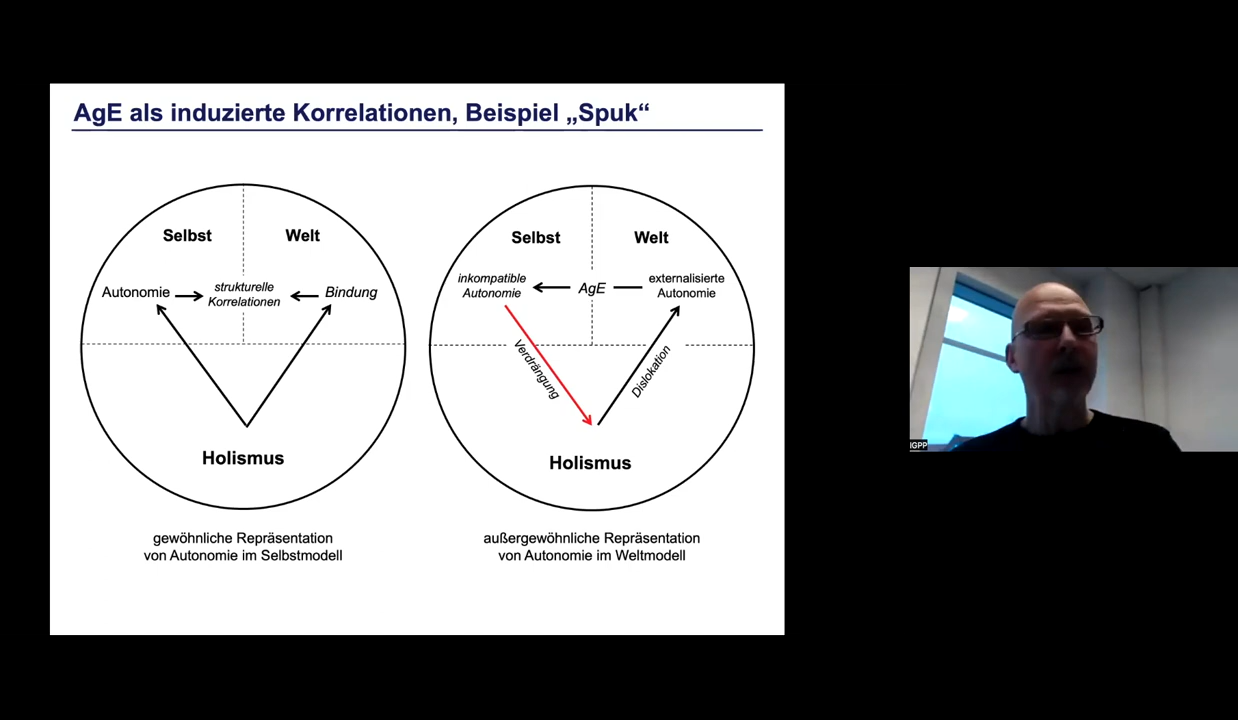 AgE als induzierte Korrelationen, Beispiel „Spuk“
Selbst
Welt
Autonomie
strukturelle
Korrelationen
Bindung
Holismus
gewöhnliche Repräsentation
von Autonomie im Selbstmodell
Selbst
Welt
inkompatible
Autonomie
AgE
externalisierte
Autonomie
Verdrängung
Dislokation
Holismus
außergewöhnliche Repräsentation
von Autonomie im Weltmodell
IGPP